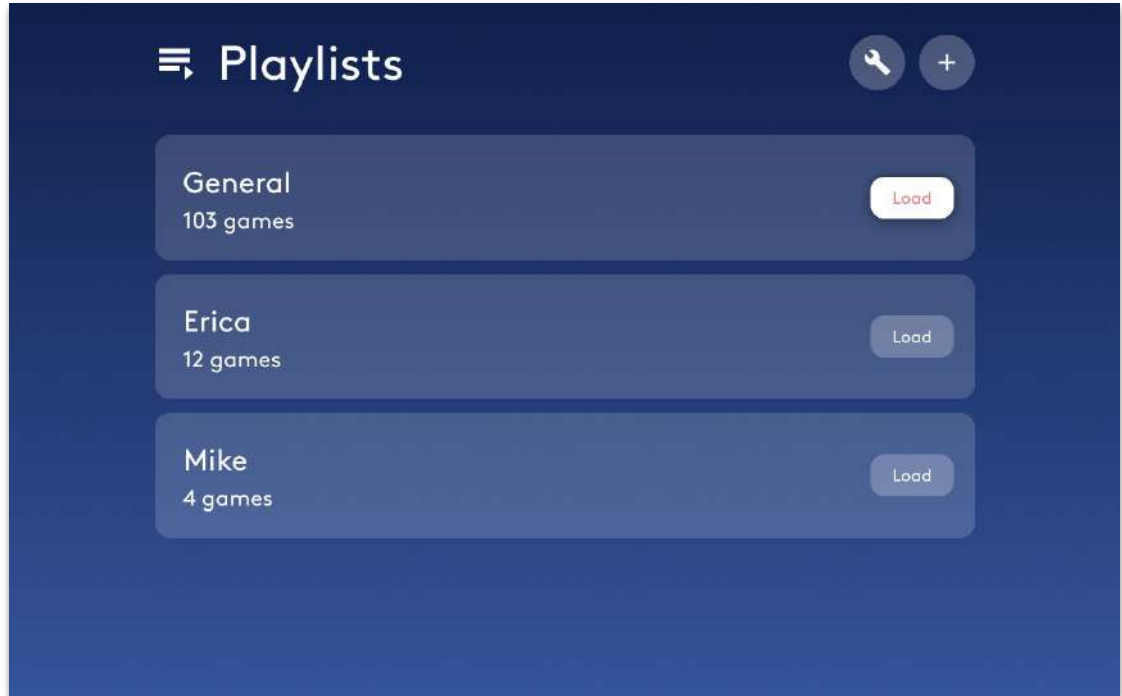 Playlists
General
103 games
Load
Erica
12 games
Load
Mike
4 games
Load